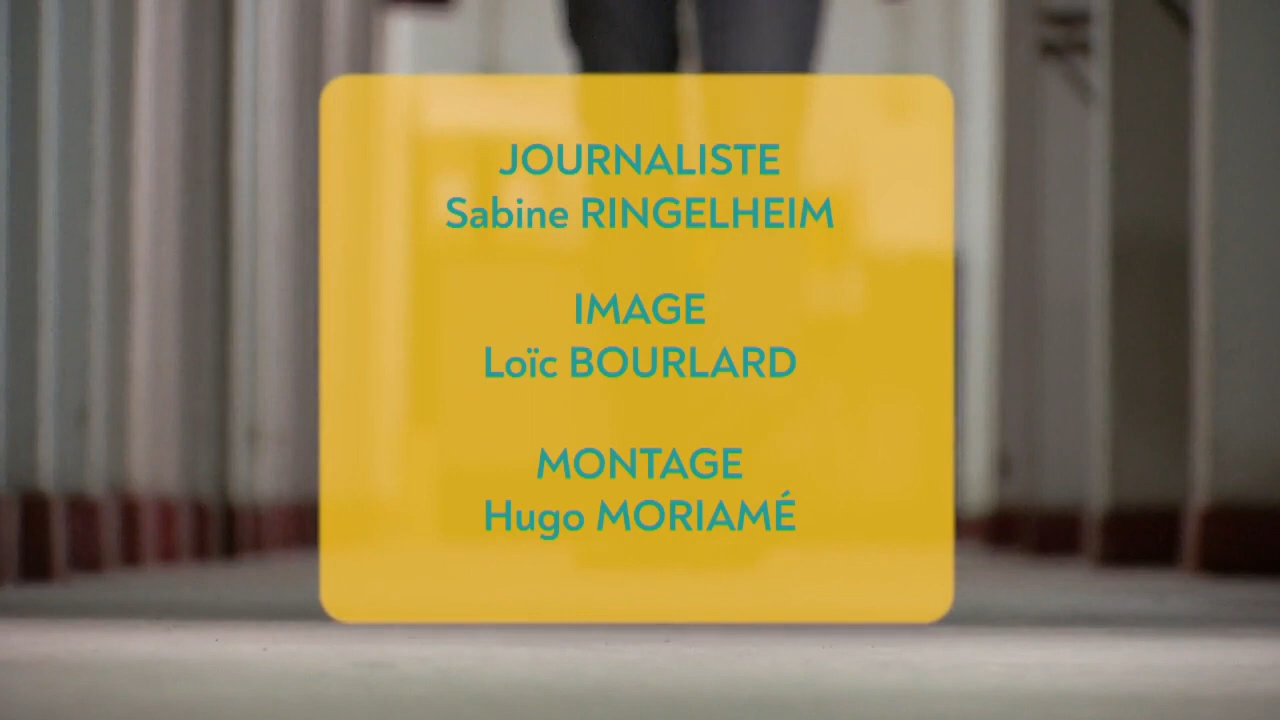 JOURNALISTE
Sabine RINGELHEIM
IMAGE
Loïc BOURLARD
MONTAGE
Hugo MORIAMÉ